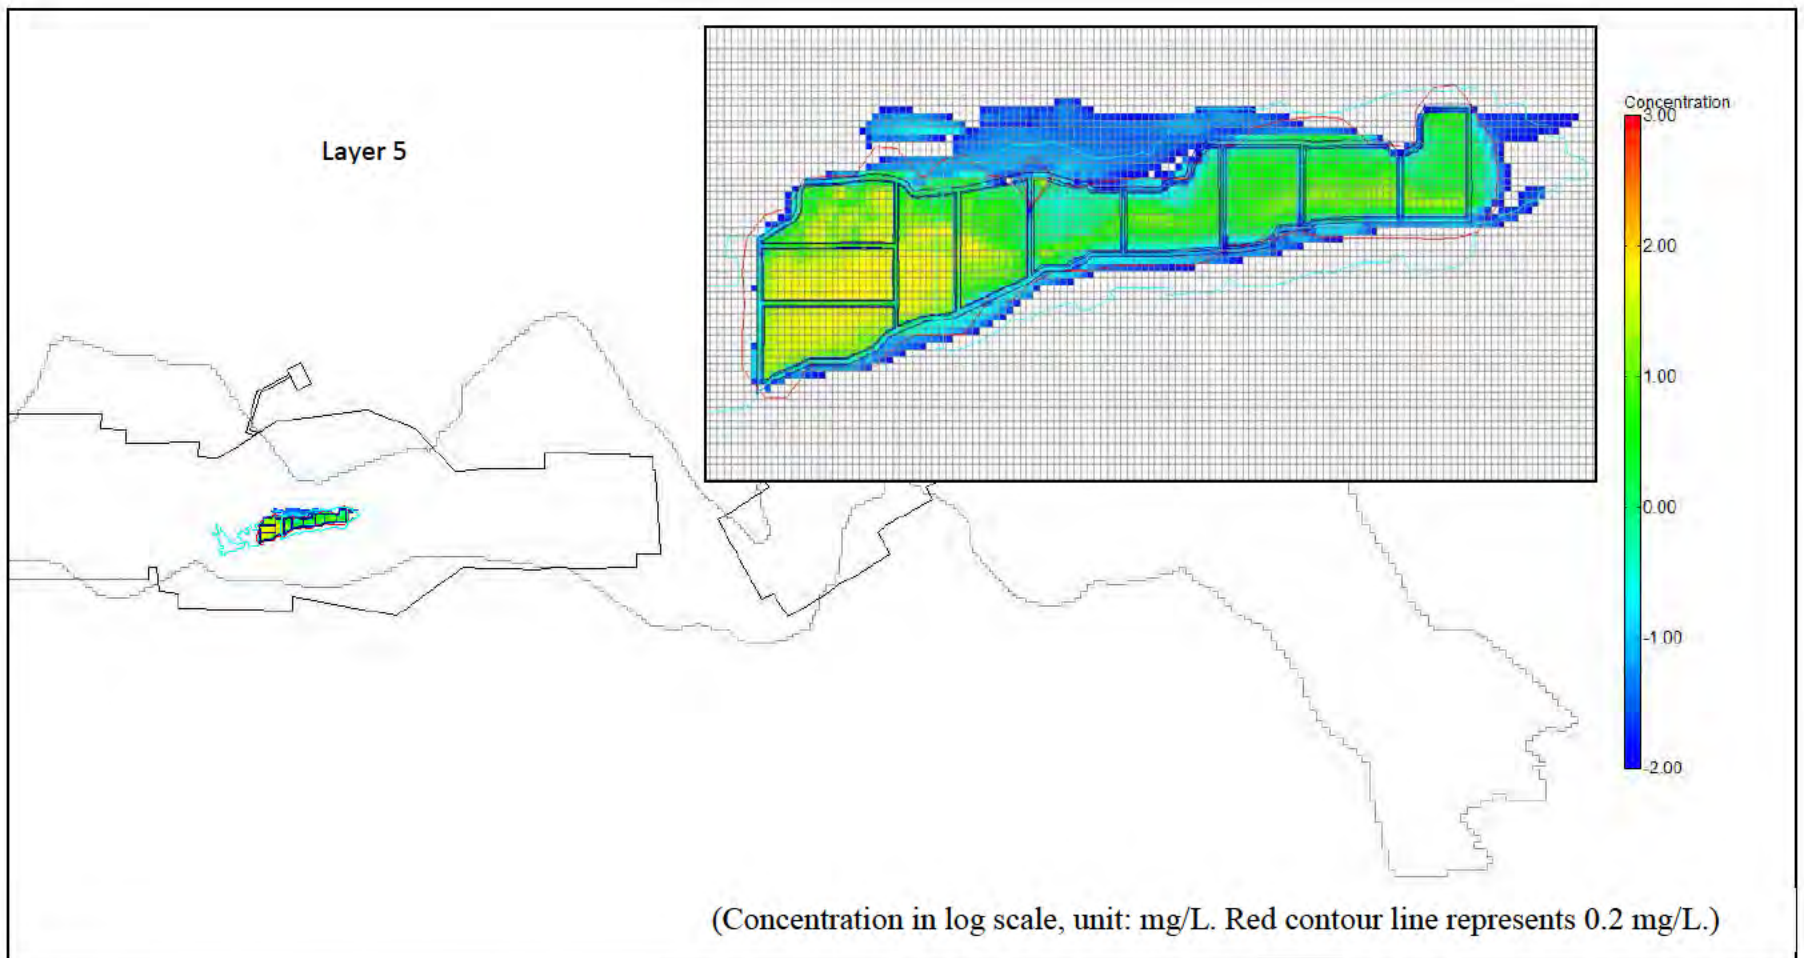 Layer 5
Concentration
3.00
2.00
1.00
0.00
-1.00
-2.00
(Concentration in log scale, unit: mg/L. Red contour line represents 0.2 mg/L.)